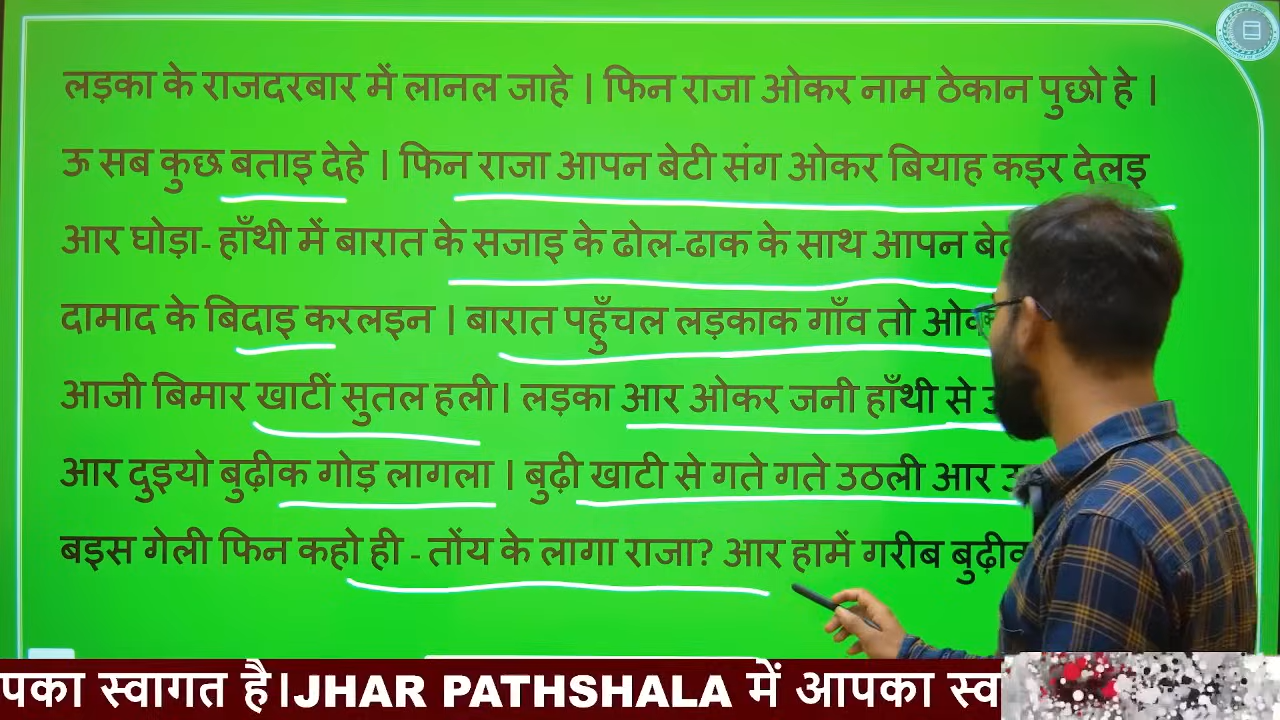 लड़का के राजदरबार में लानल जाहे । फिन राजा ओकर नाम ठेकान पुछो हे ।
ऊ सब कुछ बताइ देहे । फिन राजा आपन बेटी संग ओकर बियाह कइर देलइ
आर घोड़ा- हाँथी में बारात के सजाइ के ढोल-ढाक के साथ आपन
दामाद के बिदाइ करलइन । बारात पहुँचल लड़काक गाँव तो
आजी बिमार खाटीं सुतल हली। लड़का आर ओकर जनी हाँथी से
आर दुइयो बुढ़ीक गोड़ लागला । बुढ़ी खाटी से गते गते उठली आर
बइस गेली फिन कहो ही - तोंय के लागा राजा? आर हामें गरीब
पका स्वागत है।JHAR PATHSHALA में आपका